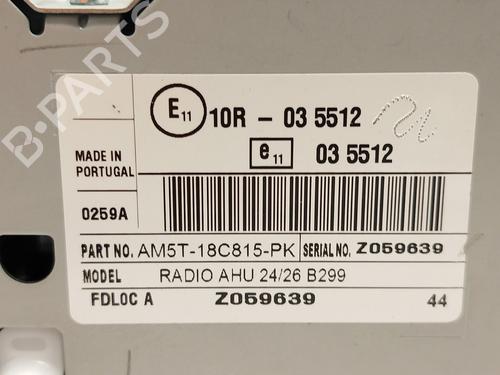 B-PARTS
E11 10R - 03 5512
e11 03 5512
MADE IN
PORTUGAL
0259A
PART NO. AM5T-18C815-PK SERIAL NO. Z059639
MODEL RADIO AHU 24/26 B299
FDLOC A Z059639 44